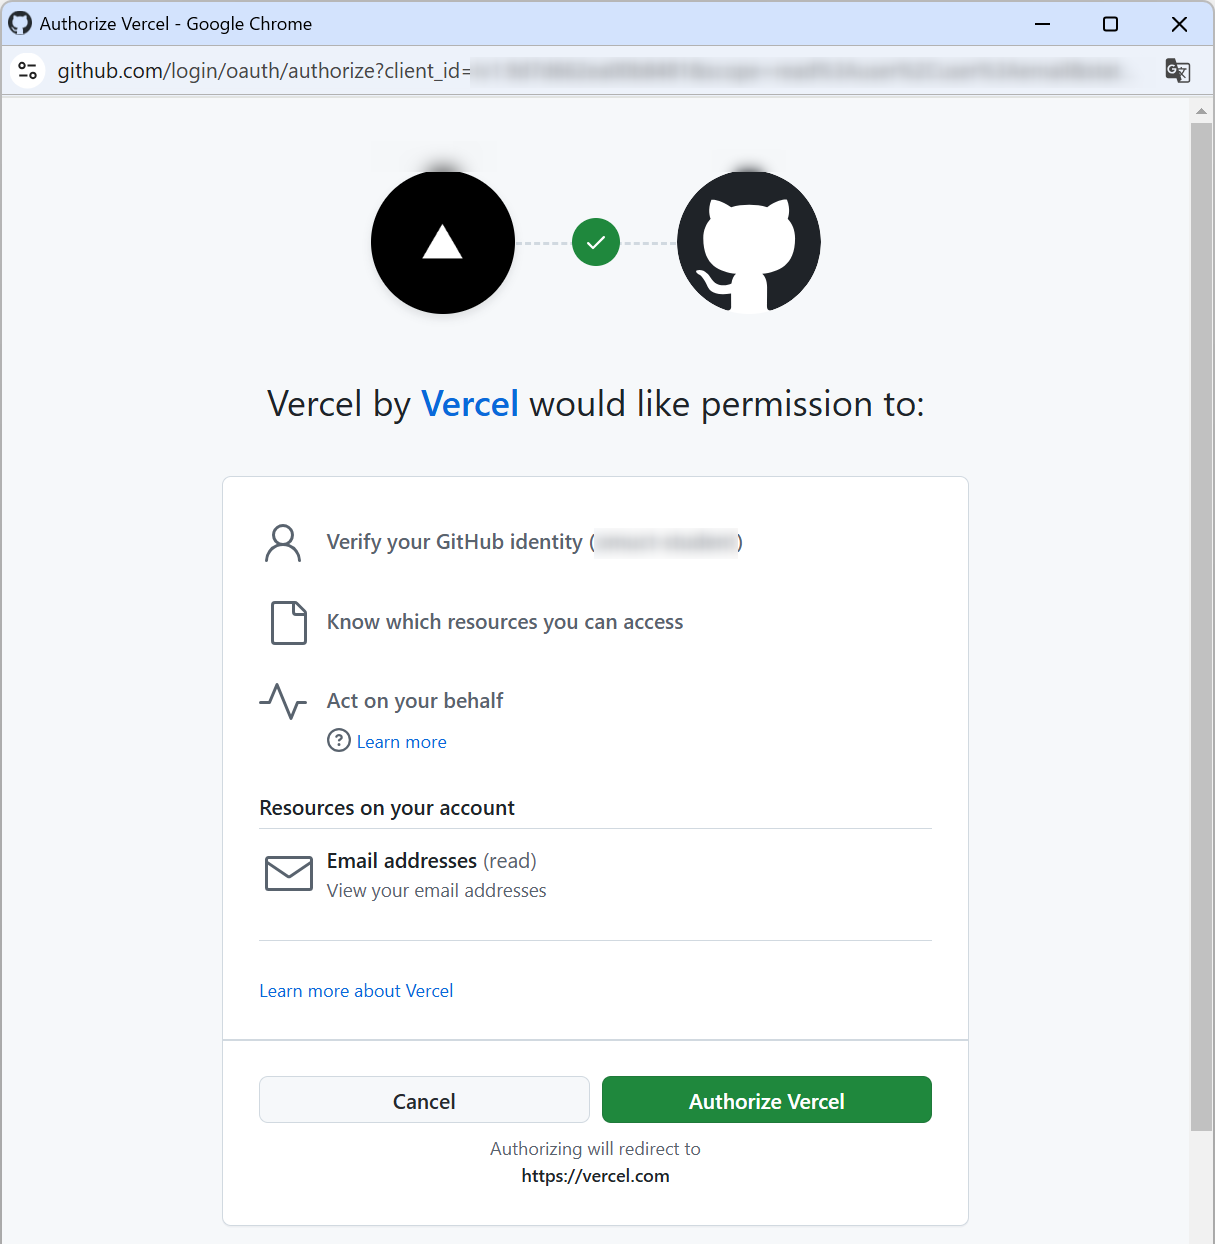 Authorize Vercel - Google Chrome
github.com/login/oauth/authorize?client_id=
Vercel by Vercel would like permission to:
Verify your GitHub identity ( )
Know which resources you can access
Act on your behalf
Learn more
Resources on your account
Email addresses (read)
View your email addresses
Learn more about Vercel
Cancel
Authorize Vercel
Authorizing will redirect to
https://vercel.com